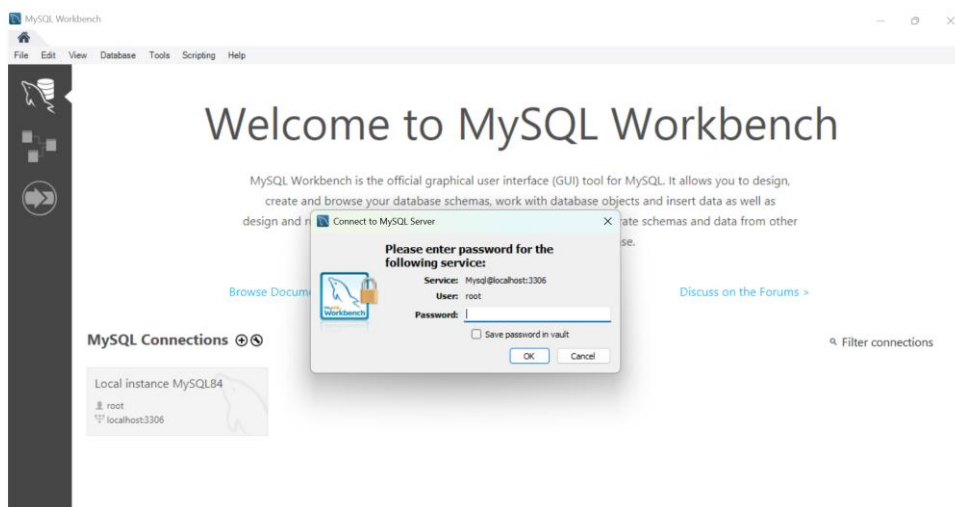 MySQL Workbench
File Edit View Database Tools Scripting Help
Welcome to MySQL Workbench
MySQL Workbench is the official graphical user interface (GUI) tool for MySQL. It allows you to design,
create and browse your database schemas, work with database objects and insert data as well as
design and rate schemas and data from other
se.
Browse Docum
Discuss on the Forums >
Connect to MySQL Server
Please enter password for the
following service:
Service: Mysql@localhost:3306
User: root
Password:
Save password in vault
OK Cancel
MySQL
Workbench
MySQL Connections
Filter connections
Local instance MySQL84
root
localhost:3306